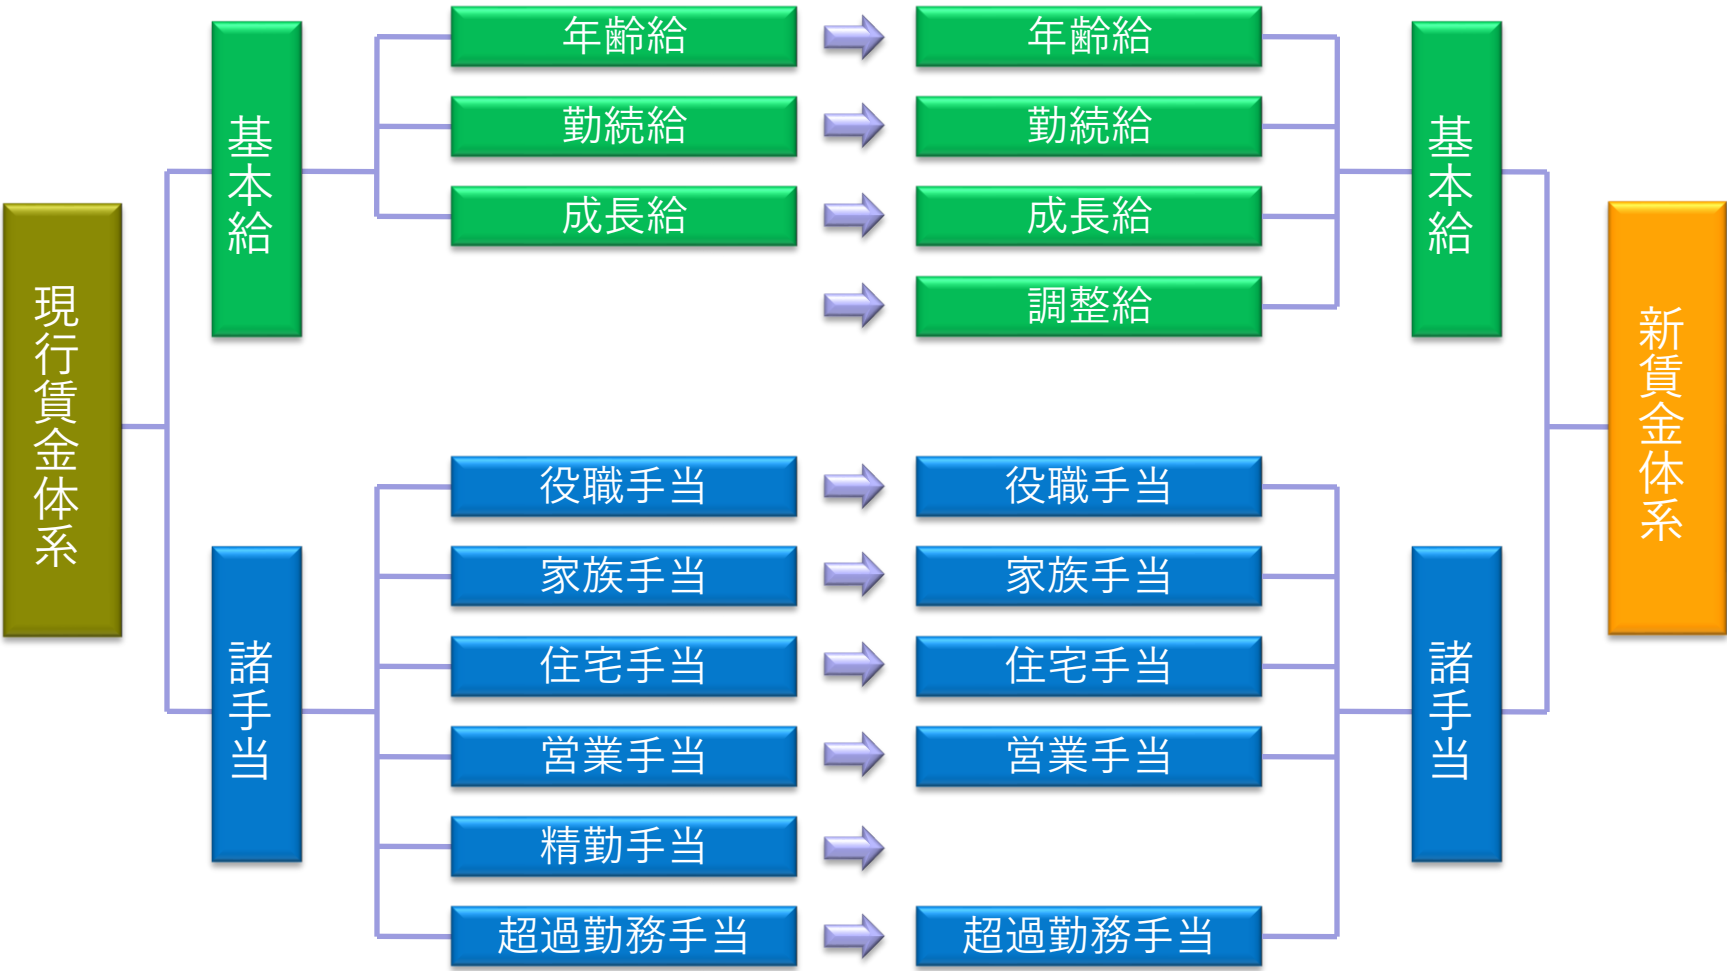 現行賃金体系
基本給
年齢給
年齢給
勤続給
勤続給
成長給
成長給
調整給
基本給
新賃金体系
諸手当
役職手当
役職手当
家族手当
家族手当
住宅手当
住宅手当
営業手当
営業手当
精勤手当
超過勤務手当
超過勤務手当
諸手当